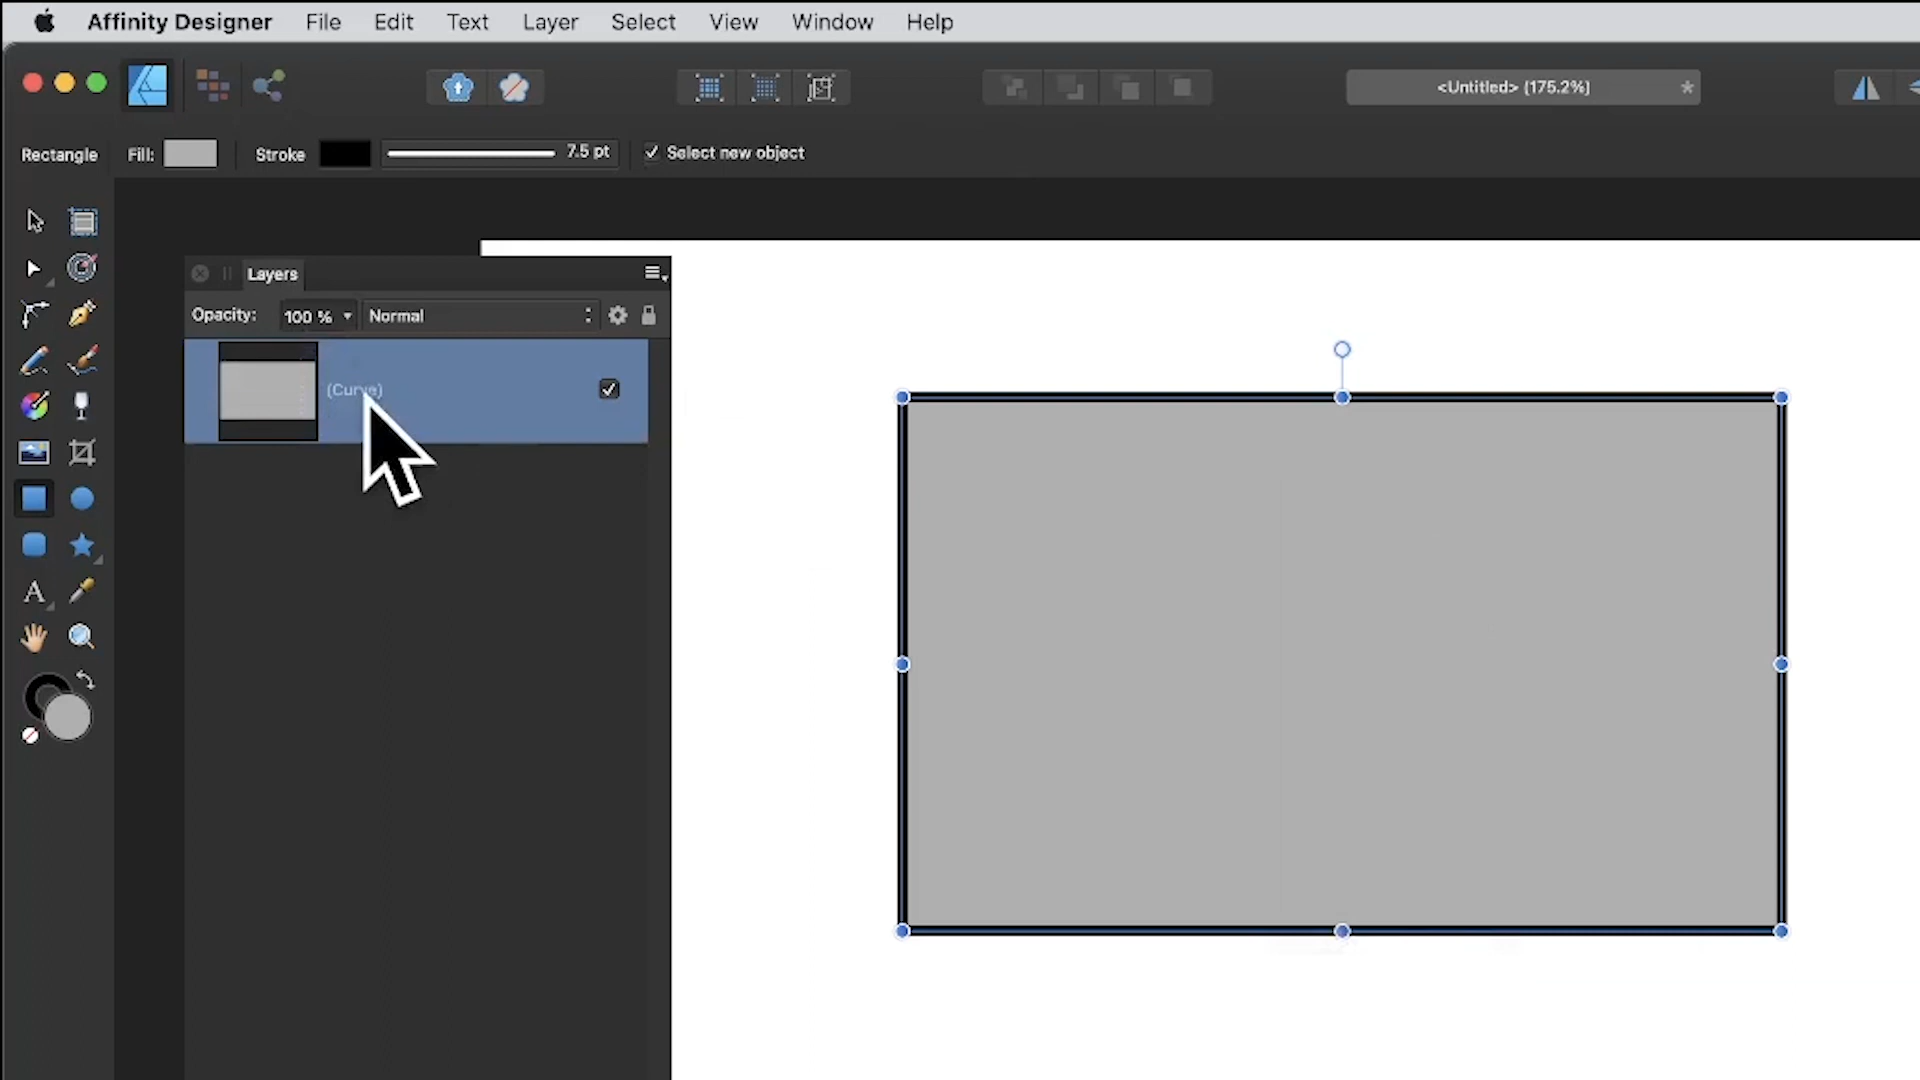 Affinity Designer File Edit Text Layer Select View Window Help
<Untitled> (175.2%)
Rectangle Fill: Stroke 7.5 pt Select new object
Layers
Opacity: 100 % Normal
(Curve)